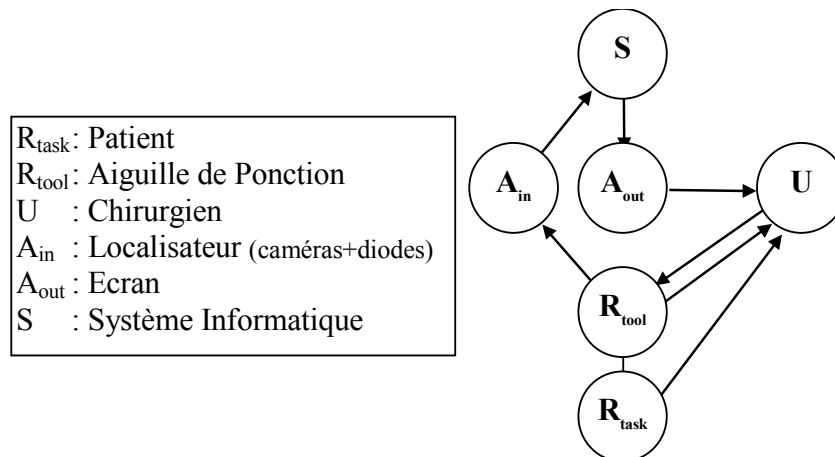 R_task : Patient
R_tool : Aiguille de Ponction
U : Chirurgien
A_in : Localisateur (caméras+diodes)
A_out : Ecran
S : Système Informatique
S
A_in
A_out
U
R_tool
R_task